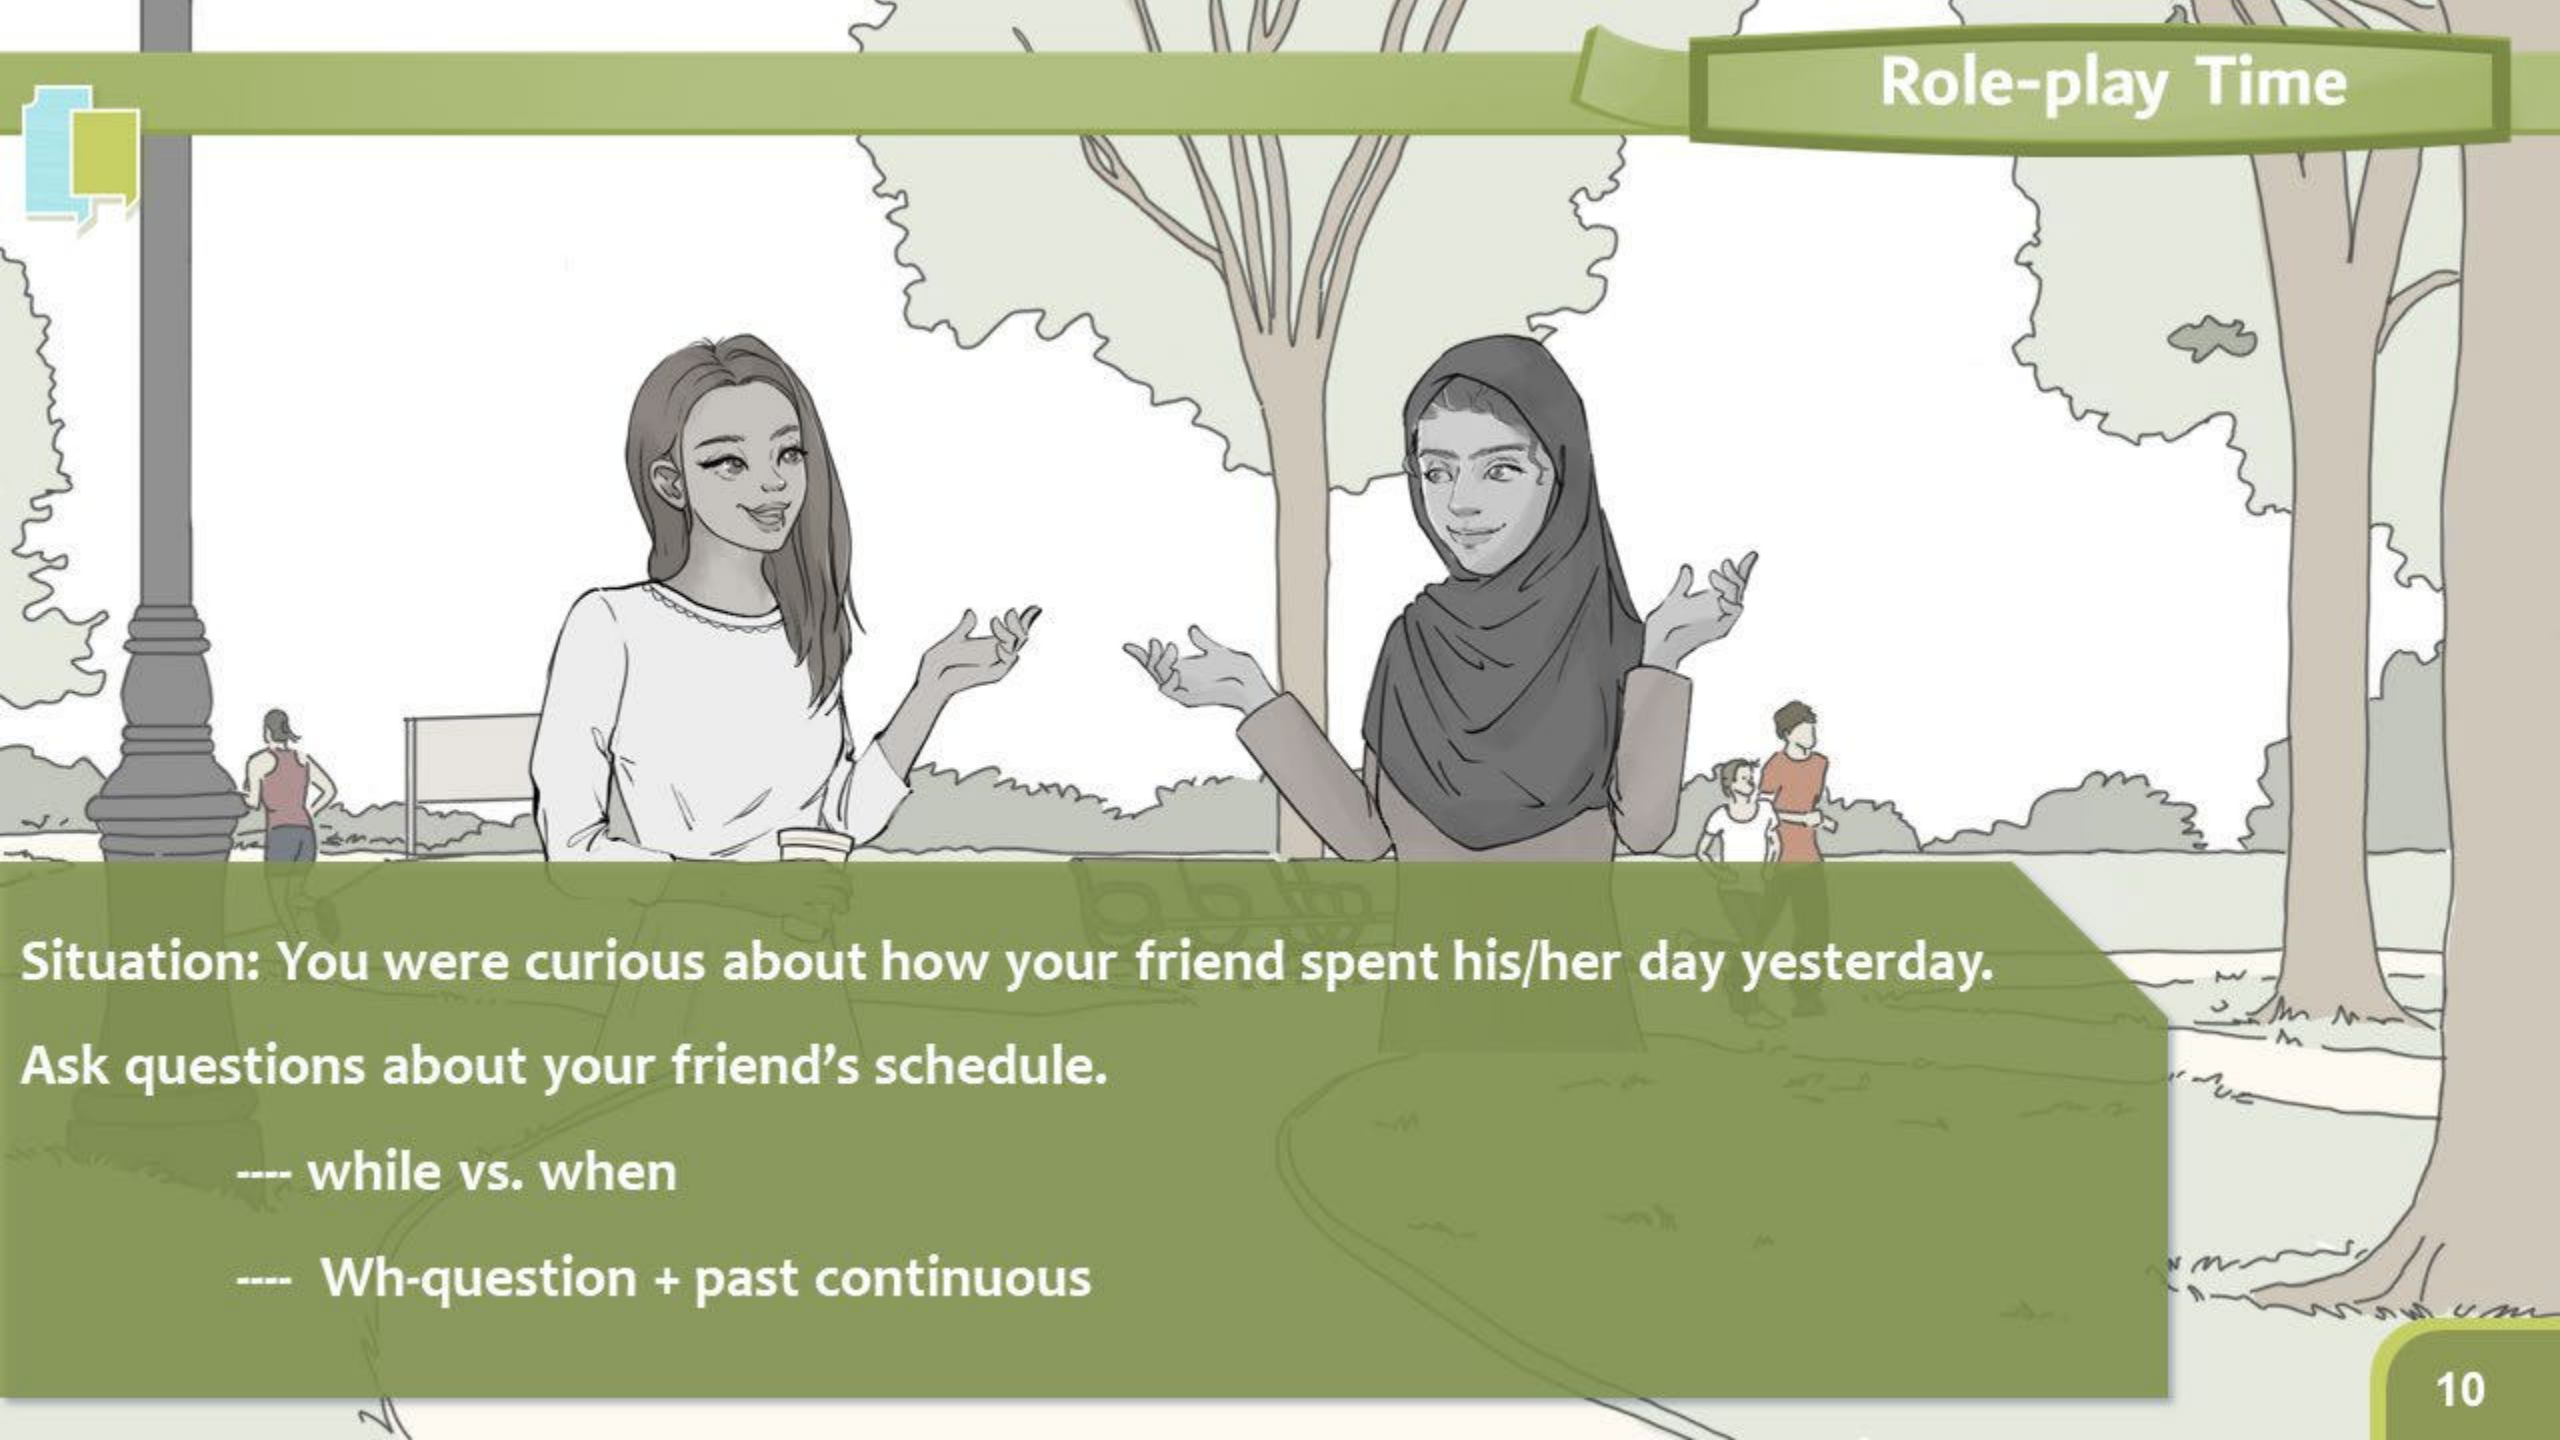 Role-play Time
Situation: You were curious about how your friend spent his/her day yesterday.
Ask questions about your friend’s schedule.
---- while vs. when
---- Wh-question + past continuous
10